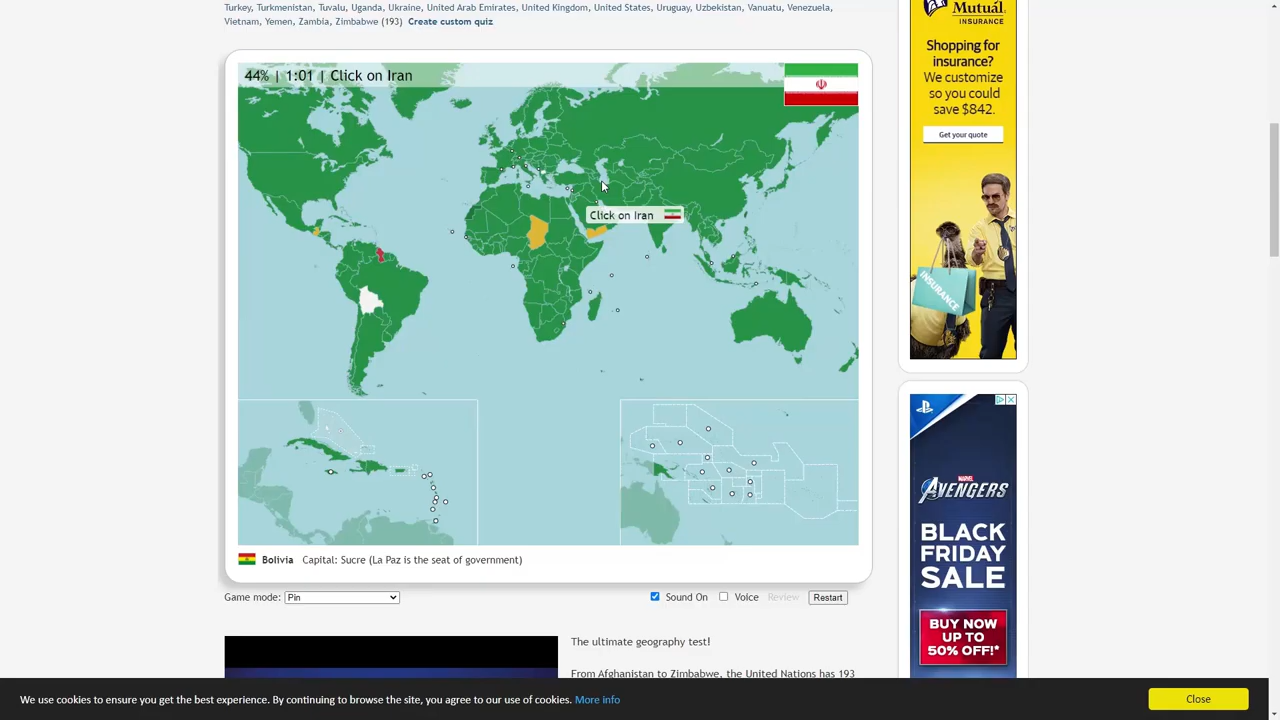 Turkey, Turkmenistan, Tuvalu, Uganda, Ukraine, United Arab Emirates, United Kingdom, United States, Uruguay, Uzbekistan, Vanuatu, Venezuela,
Vietnam, Yemen, Zambia, Zimbabwe (193) Create custom quiz
44% | 1:01 | Click on Iran
Click on Iran
Bolivia Capital: Sucre (La Paz is the seat of government)
Game mode: Pin
Sound On Voice Review Restart
The ultimate geography test!
From Afghanistan to Zimbabwe, the United Nations has 193
Mutual
INSURANCE
Shopping for
insurance?
We customize
so you could
save $842.
Get your quote
INSURANCE
MARVEL
AVENGERS
BLACK
FRIDAY
SALE
BUY NOW
UP TO
50% OFF!*
We use cookies to ensure you get the best experience. By continuing to browse the site, you agree to our use of cookies. More info
Close